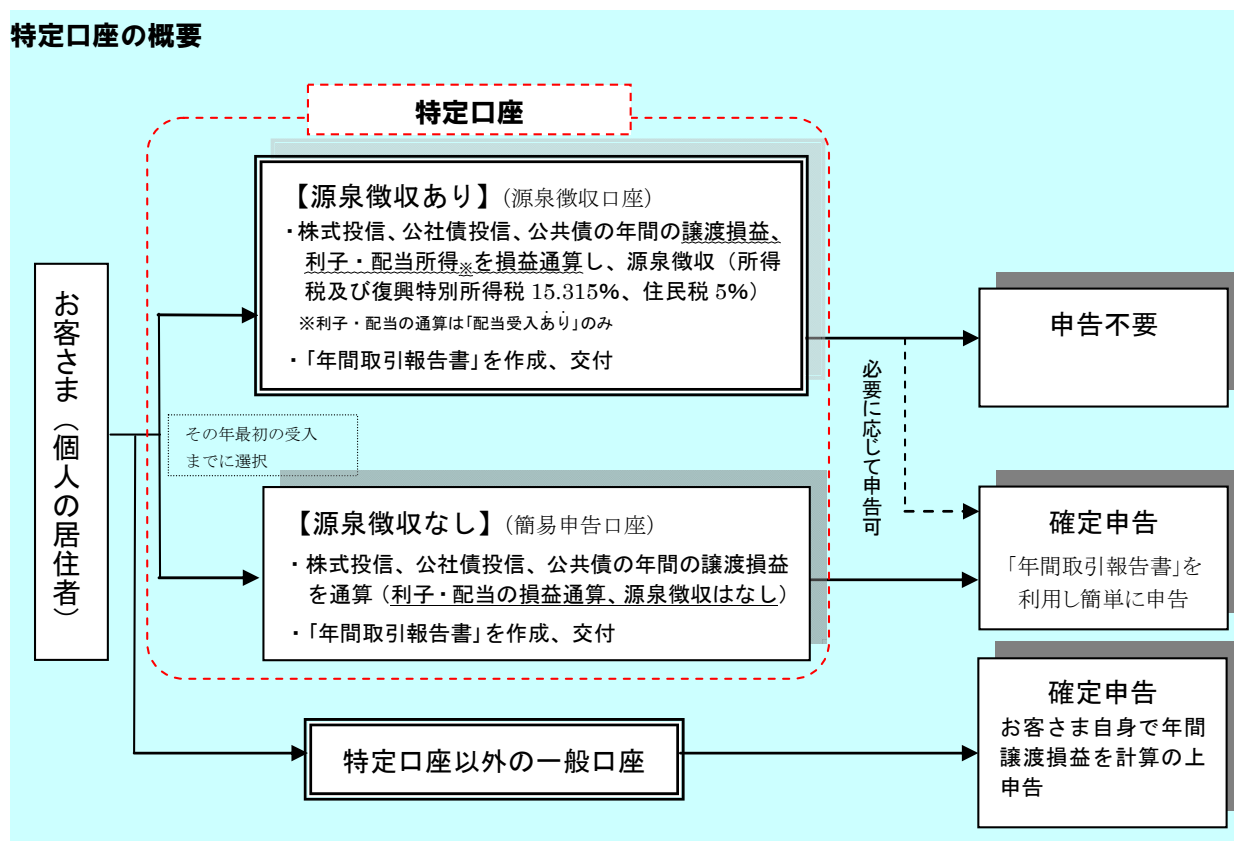 特定口座の概要
特定口座
【源泉徴収あり】(源泉徴収口座)
・株式投信、公社債投信、公共債の年間の譲渡損益、
利子・配当所得※を損益通算し、源泉徴収（所得
税及び復興特別所得税 15.315%、住民税 5%）
※利子・配当の通算は「配当受入あり」のみ
・「年間取引報告書」を作成、交付
お客さま（個人の居住者）
その年最初の受入
までに選択
【源泉徴収なし】(簡易申告口座)
・株式投信、公社債投信、公共債の年間の譲渡損益
を通算（利子・配当の損益通算、源泉徴収はなし）
・「年間取引報告書」を作成、交付
特定口座以外の一般口座
必要に応じて申告可
申告不要
確定申告
「年間取引報告書」を
利用し簡単に申告
確定申告
お客さま自身で年間
譲渡損益を計算の上
申告